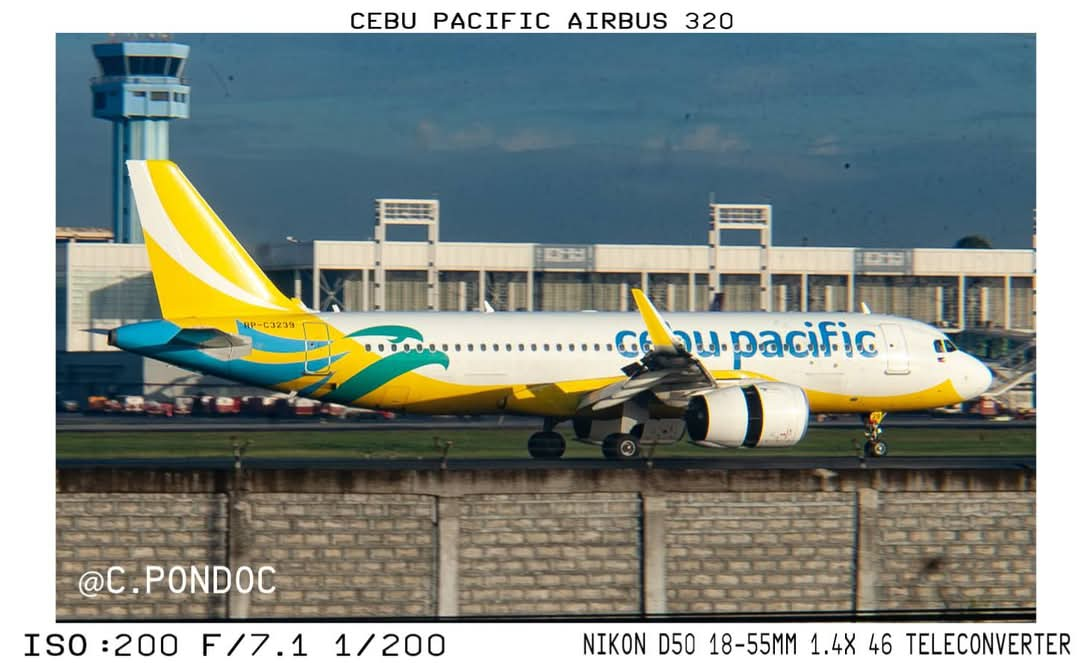 CEBU PACIFIC AIRBUS 320
RP-C3239
cebu pacific
@C.PONDOC
ISO:200 F/7.1 1/200
NIKON D50 18-55MM 1.4X 46 TELECONVERTER